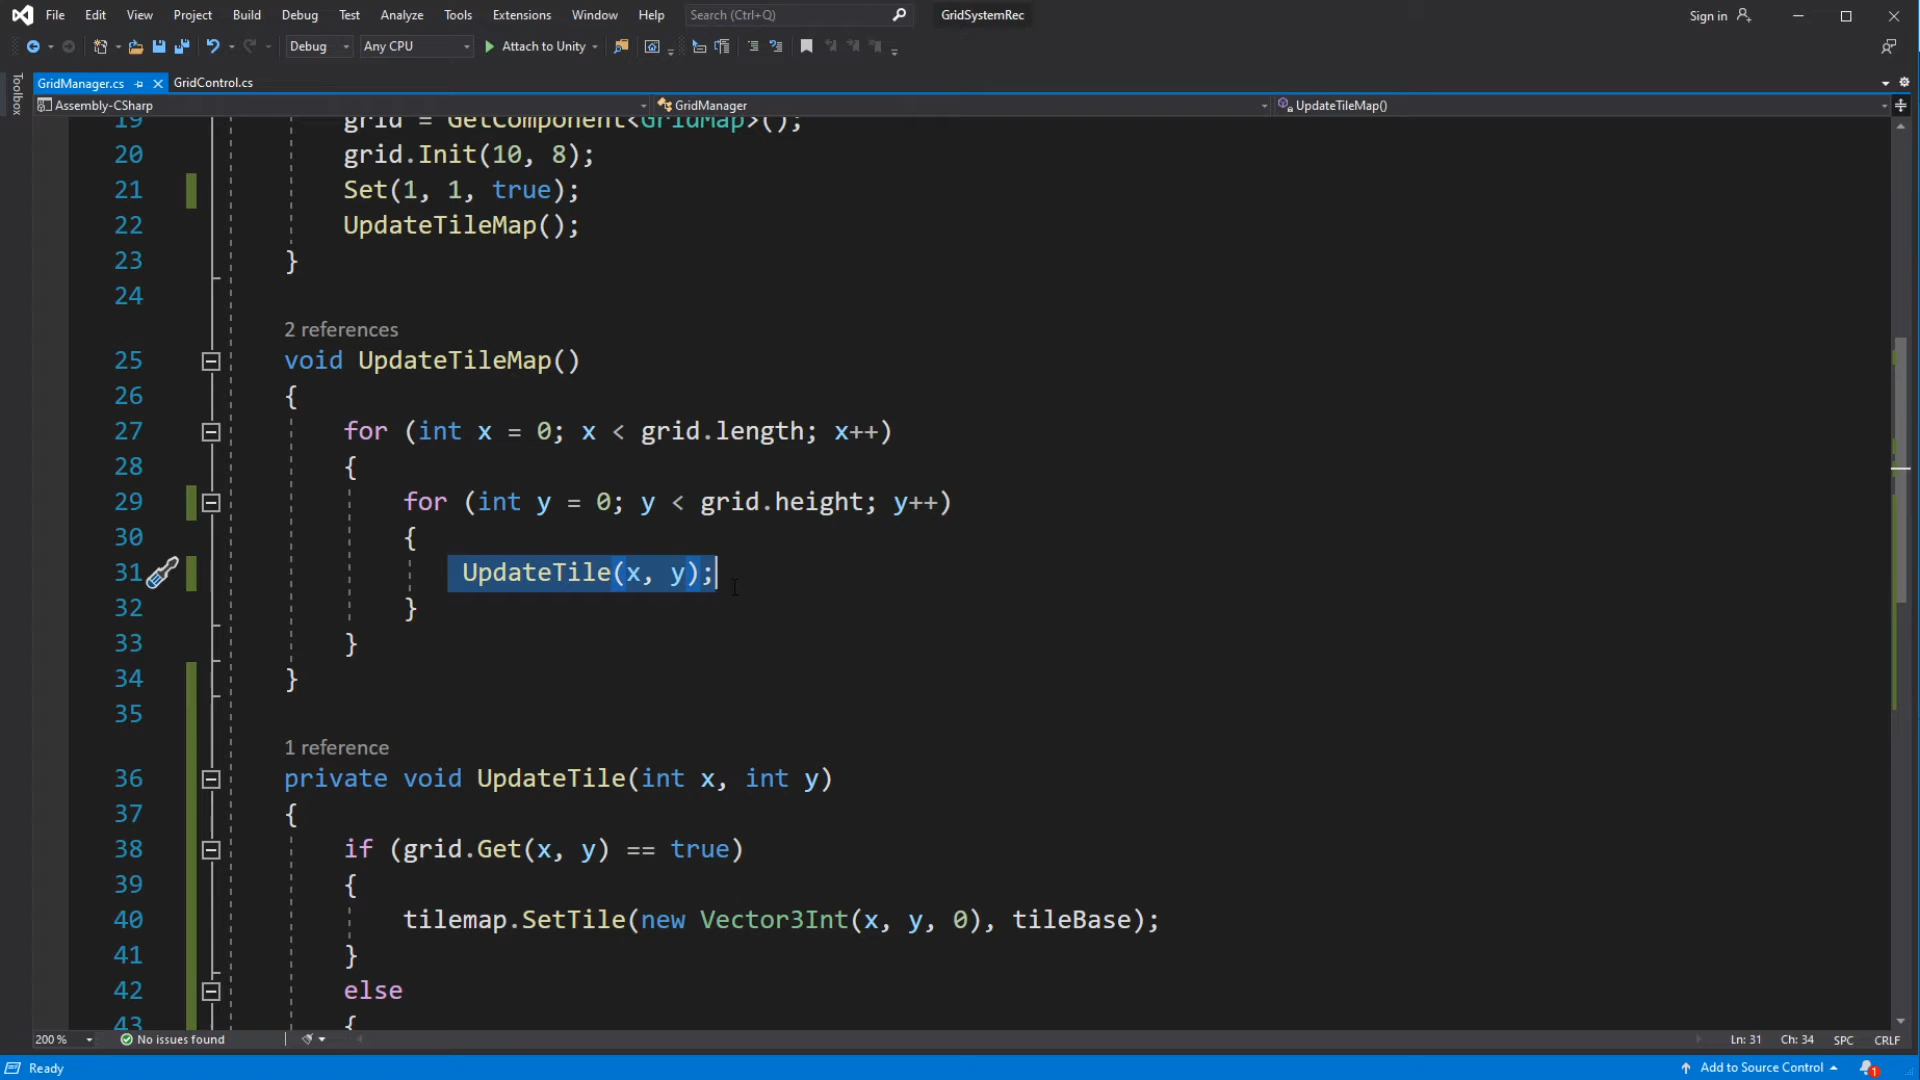 File Edit View Project Build Debug Test Analyze Tools Extensions Window Help Search (Ctrl+Q) GridSystemRec Sign in
Debug Any CPU Attach to Unity
Toolbox
GridManager.cs GridControl.cs
Assembly-CSharp GridManager UpdateTileMap()
19 grid = GetComponent<GridMap>();
20 grid.Init(10, 8);
21 Set(1, 1, true);
22 UpdateTileMap();
23 }
24
2 references
25 void UpdateTileMap()
26 {
27 for (int x = 0; x < grid.length; x++)
28 {
29 for (int y = 0; y < grid.height; y++)
30 {
31 UpdateTile(x, y);
32 }
33 }
34 }
35
1 reference
36 private void UpdateTile(int x, int y)
37 {
38 if (grid.Get(x, y) == true)
39 {
40 tilemap.SetTile(new Vector3Int(x, y, 0), tileBase);
41 }
42 else
43 {
200 % No issues found Ln: 31 Ch: 34 SPC CRLF
Ready Add to Source Control 1